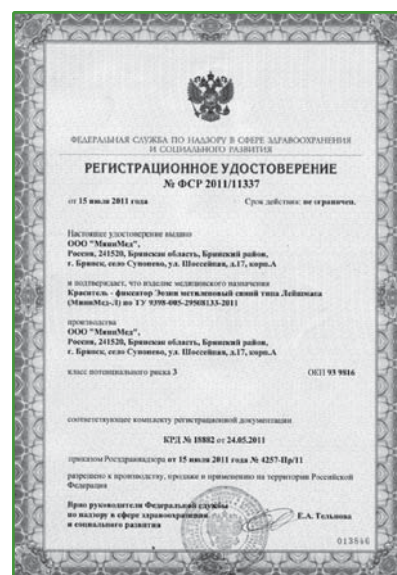 ФЕДЕРАЛЬНАЯ СЛУЖБА ПО НАДЗОРУ В СФЕРЕ ЗДРАВООХРАНЕНИЯ
И СОЦИАЛЬНОГО РАЗВИТИЯ
РЕГИСТРАЦИОННОЕ УДОСТОВЕРЕНИЕ
№ ФСР 2011/11337
от 15 июля 2011 года Срок действия: не ограничен.
Настоящее удостоверение выдано
ООО "МиниМед",
Россия, 241520, Брянская область, Брянский район,
г. Брянск, село Супонево, ул. Шоссейная, д.17, корп.А
и подтверждает, что изделие медицинского назначения
Краситель - фиксатор Эозин метиленовый синий типа Лейшмана
(МиниМед-Л) по ТУ 9398-005-29508133-2011
производства
ООО "МиниМед",
Россия, 241520, Брянская область, Брянский район,
г. Брянск, село Супонево, ул. Шоссейная, д.17, корп.А
класс потенциального риска 3 ОКП 93 9816
соответствующее комплекту регистрационной документации
КРД № 18882 от 24.05.2011
приказом Росздравнадзора от 15 июля 2011 года № 4257-Пр/11
разрешено к производству, продаже и применению на территории Российской
Федерации
Врио руководителя Федеральной службы
по надзору в сфере здравоохранения
и социального развития
Е.А. Тельнова
013846